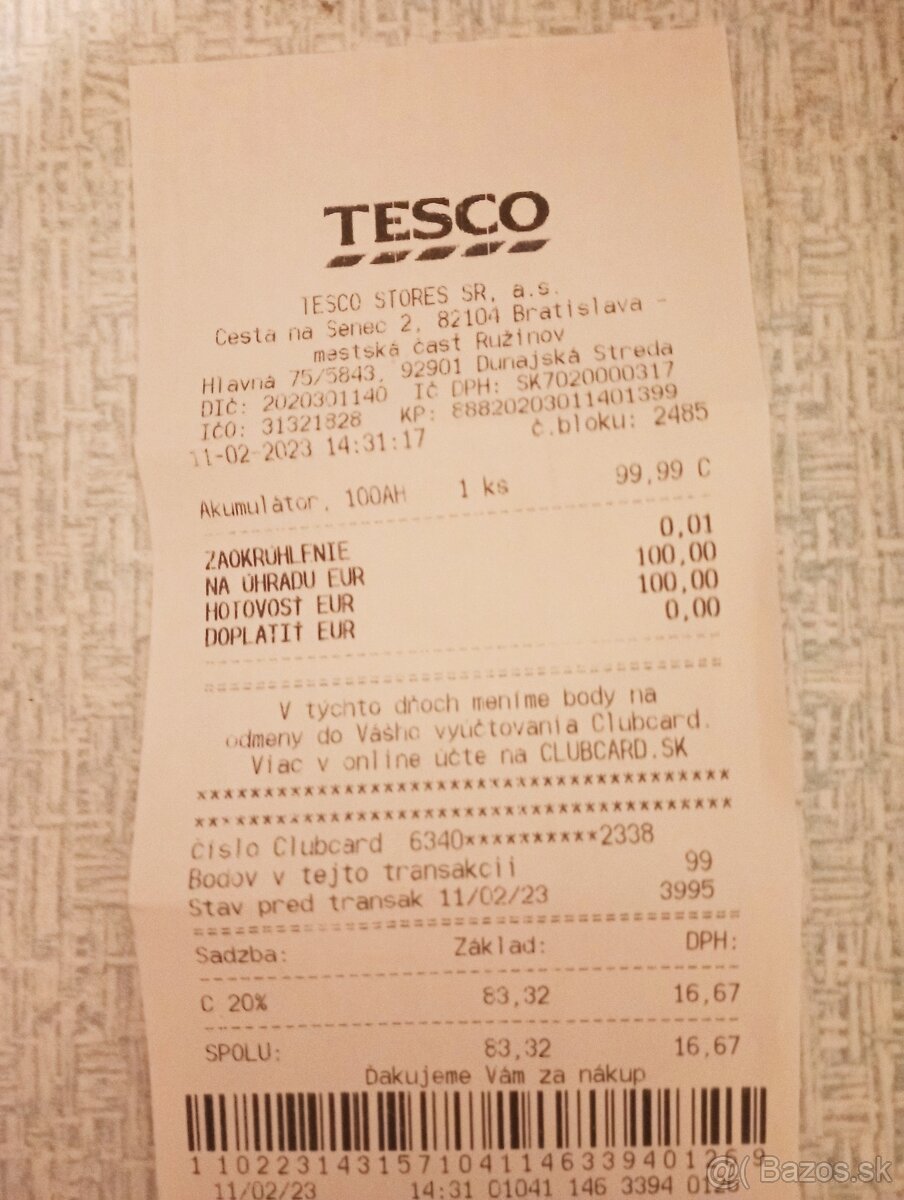 TESCO
TESCO STORES SR, a.s.
Cesta na Senec 2, 82104 Bratislava -
mestská časť Ružinov
Hlavná 75/5843, 92901 Dunajská Streda
DIČ: 2020301140 IČ DPH: SK7020000317
IČO: 31321828 KP: 88820203011401399
11-02-2023 14:31:17 č.bloku: 2485
Akumulátor, 100AH 1 ks 99,99 C
ZAOKRÚHLENIE 0,01
NA ÚHRADU EUR 100,00
HOTOVOSŤ EUR 100,00
DOPLATIŤ EUR 0,00
V týchto dňoch meníme body na
odmeny do Vášho vyúčtovania Clubcard.
Viac v online účte na CLUBCARD.SK
***************************************
***************************************
Číslo Clubcard 6340**********2338
Bodov v tejto transakcii 99
Stav pred transak 11/02/23 3995
Sadzba: Základ: DPH:
C 20% 83,32 16,67
SPOLU: 83,32 16,67
Ďakujeme Vám za nákup
11/02/23 14:31 01041 146 3394 0126
Bazos.sk